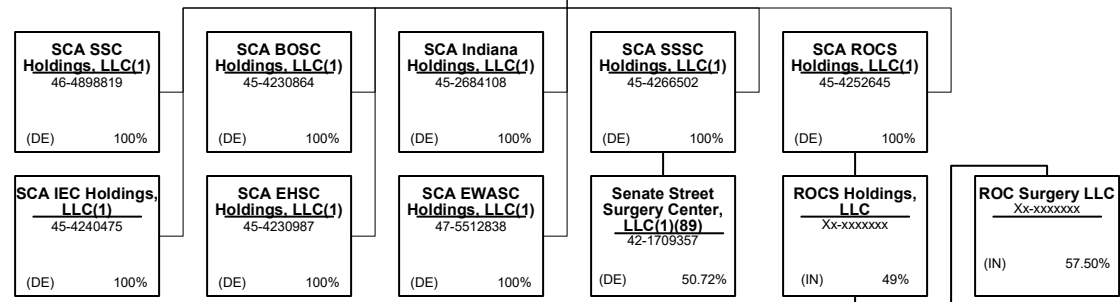 SCA SSC
Holdings, LLC(1)
46-4898819
(DE) 100%
SCA BOSC
Holdings, LLC(1)
45-4230864
(DE) 100%
SCA Indiana
Holdings, LLC(1)
45-2684108
(DE) 100%
SCA SSSC
Holdings, LLC(1)
45-4266502
(DE) 100%
SCA ROCS
Holdings, LLC(1)
45-4252645
(DE) 100%
SCA IEC Holdings,
LLC(1)
45-4240475
(DE) 100%
SCA EHSC
Holdings, LLC(1)
45-4230987
(DE) 100%
SCA EWASC
Holdings, LLC(1)
47-5512838
(DE) 100%
Senate Street
Surgery Center,
LLC(1)(89)
42-1709357
(DE) 50.72%
ROCS Holdings,
LLC
Xx-xxxxxxx
(IN) 49%
ROC Surgery LLC
Xx-xxxxxxx
(IN) 57.50%